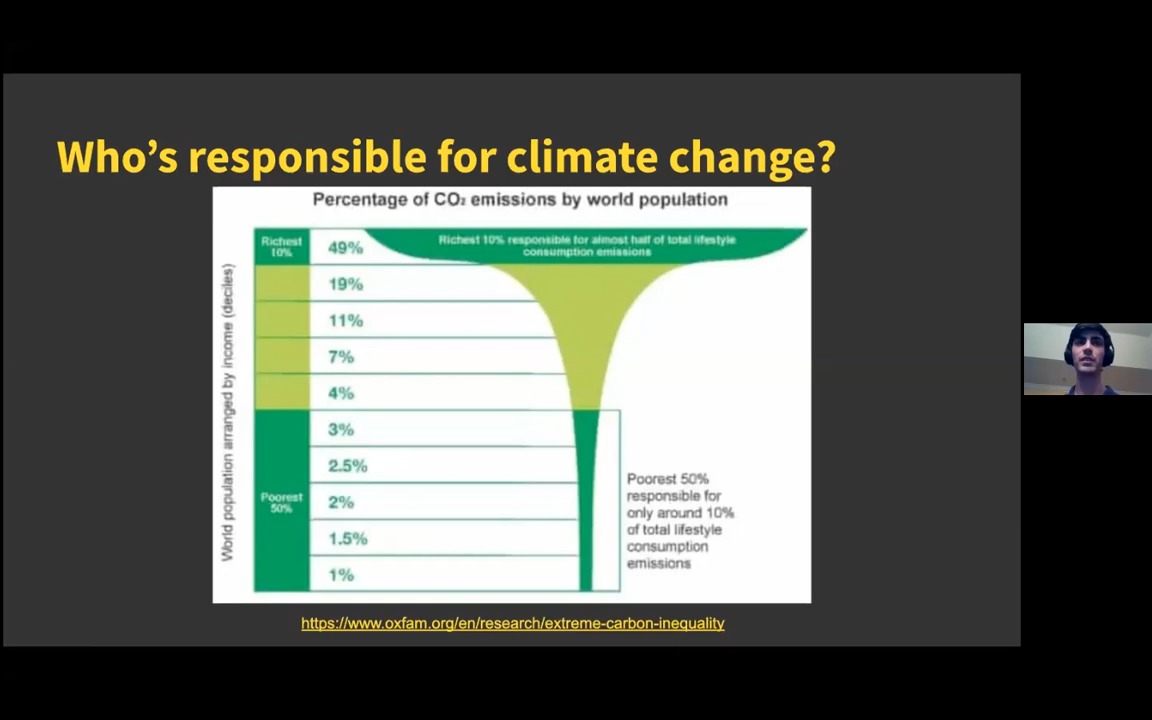 Who's responsible for climate change?
Percentage of CO₂ emissions by world population
World population arranged by income (deciles)
Richest
10%
49%
Richest 10% responsible for almost half of total lifestyle
consumption emissions
19%
11%
7%
4%
3%
2.5%
Poorest
50%
2%
1.5%
1%
Poorest 50%
responsible for
only around 10%
of total lifestyle
consumption
emissions
https://www.oxfam.org/en/research/extreme-carbon-inequality